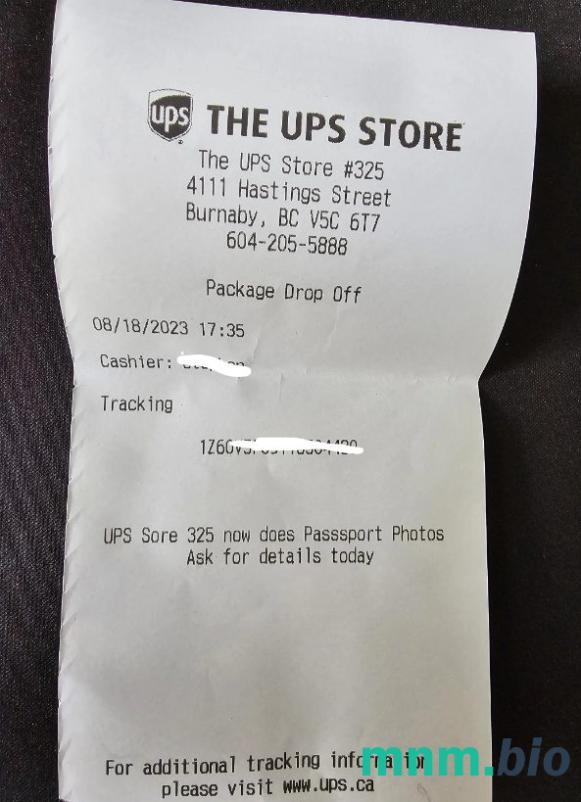 ups
THE UPS STORE
The UPS Store #325
4111 Hastings Street
Burnaby, BC V5C 6T7
604-205-5888
Package Drop Off
08/18/2023 17:35
Cashier:
Tracking
UPS Sore 325 now does Passsport Photos
Ask for details today
For additional tracking information
please visit www.ups.ca
mnm.bio